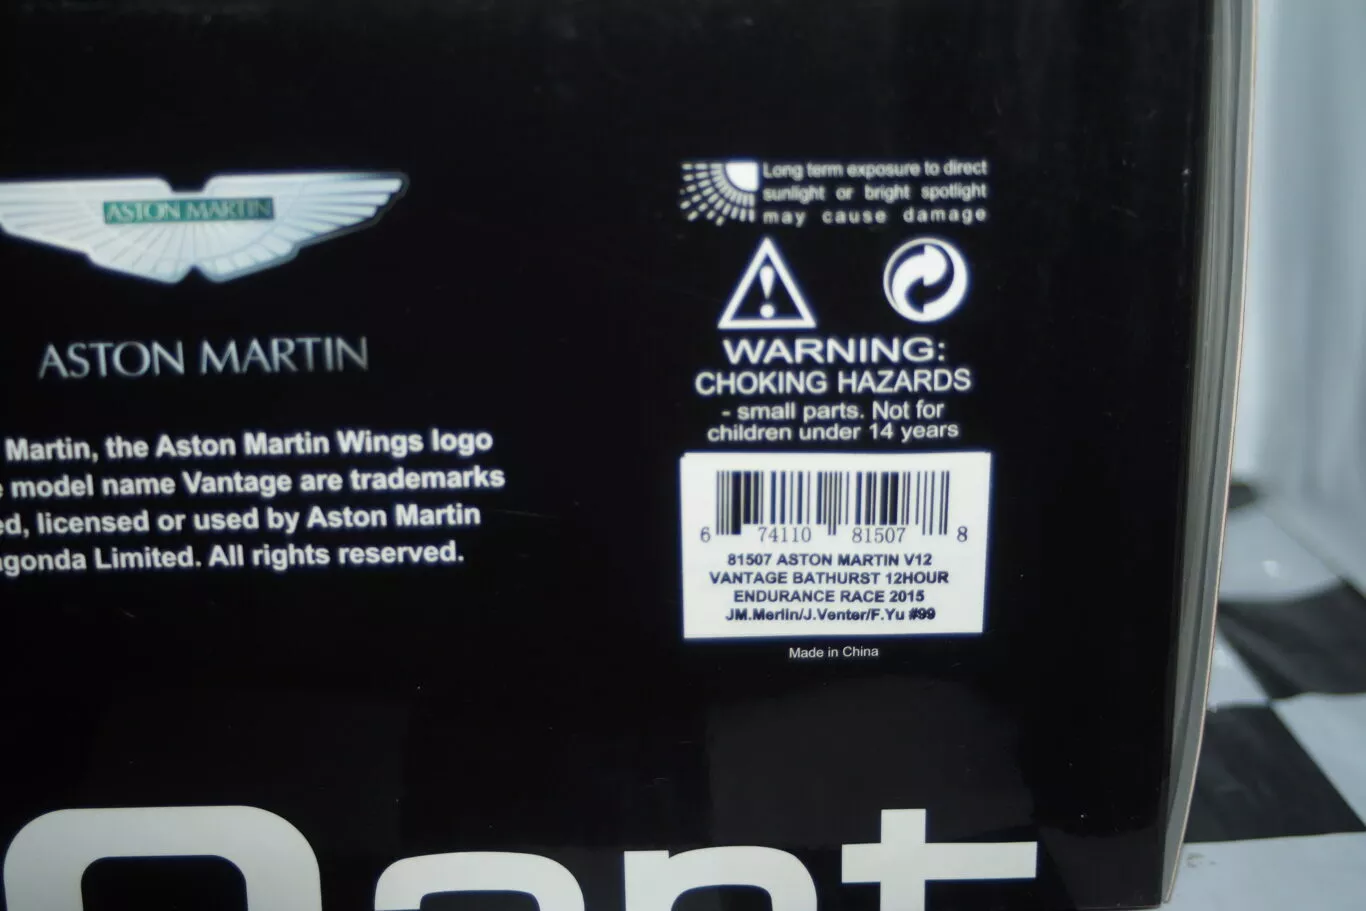 ASTON MARTIN
ASTON MARTIN
Martin, the Aston Martin Wings logo
model name Vantage are trademarks
licensed or used by Aston Martin
Limited. All rights reserved.
Long term exposure to direct
sunlight or bright spotlight
may cause damage
WARNING:
CHOKING HAZARDS
- small parts. Not for
children under 14 years
6 74110 81507 8
81507 ASTON MARTIN V12
VANTAGE BATHURST 12HOUR
ENDURANCE RACE 2015
JM.Merlin/J.Venter/F.Yu #99
Made in China